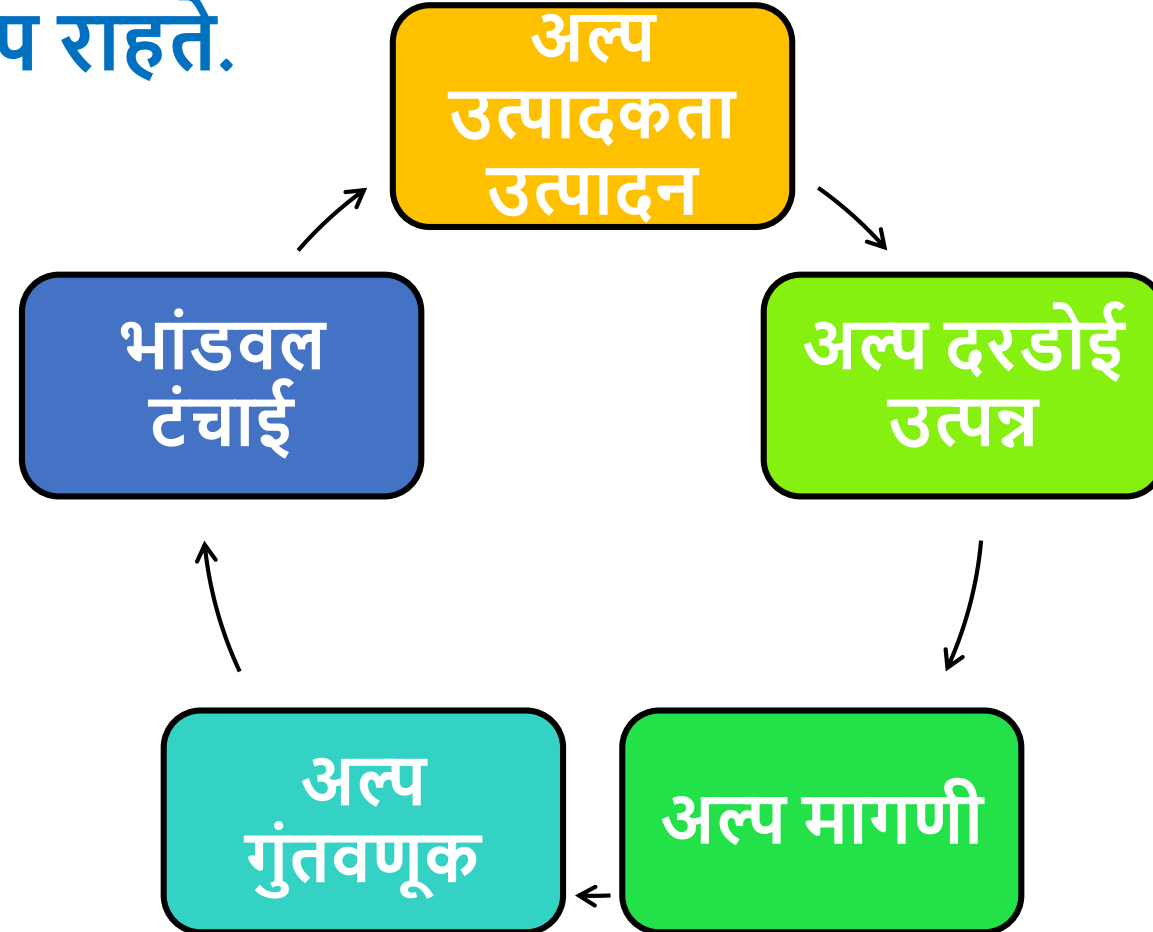 प राहते.
अल्प
उत्पादकता
उत्पादन
अल्प दरडोई
उत्पन्न
अल्प मागणी
अल्प
गुंतवणूक
भांडवल
टंचाई